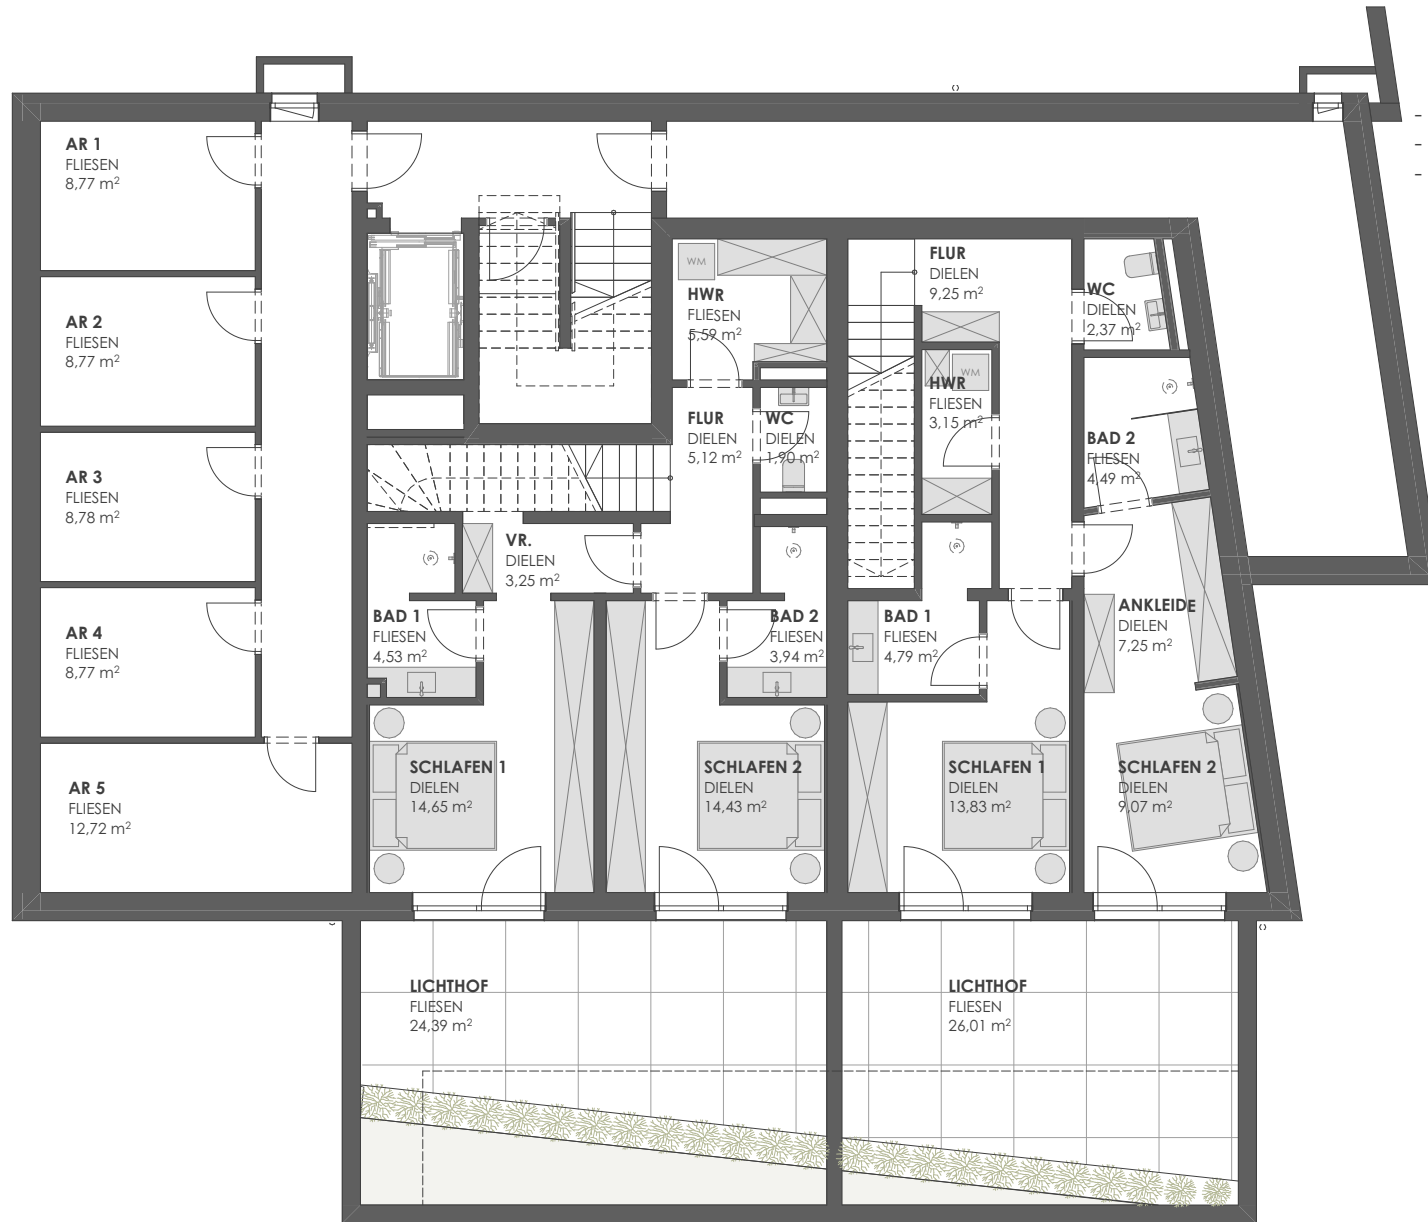 AR 1
FLIESEN
8,77 m²
AR 2
FLIESEN
8,77 m²
AR 3
FLIESEN
8,78 m²
AR 4
FLIESEN
8,77 m²
AR 5
FLIESEN
12,72 m²
WM
HWR
FLIESEN
5,59 m²
FLUR
DIELEN
5,12 m²
WC
DIELEN
1,90 m²
VR.
DIELEN
3,25 m²
BAD 1
FLIESEN
4,53 m²
BAD 2
FLIESEN
3,94 m²
SCHLAFEN 1
DIELEN
14,65 m²
SCHLAFEN 2
DIELEN
14,43 m²
FLUR
DIELEN
9,25 m²
WC
DIELEN
2,37 m²
WM
HWR
FLIESEN
3,15 m²
BAD 2
FLIESEN
4,49 m²
BAD 1
FLIESEN
4,79 m²
ANKLEIDE
DIELEN
7,25 m²
SCHLAFEN 1
DIELEN
13,83 m²
SCHLAFEN 2
DIELEN
9,07 m²
LICHTHOF
FLIESEN
24,39 m²
LICHTHOF
FLIESEN
26,01 m²